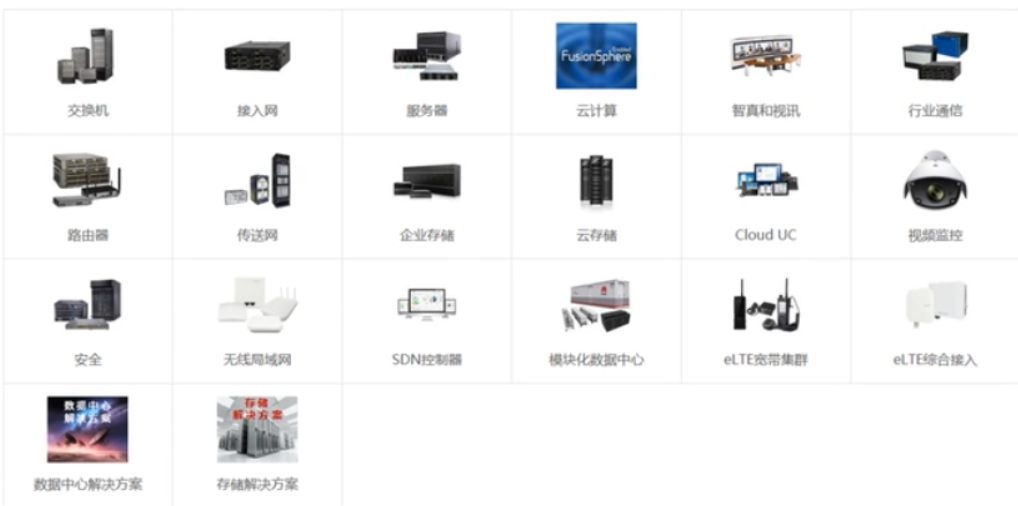 FusionSphere
交换机 接入网 服务器 云计算 智真和视讯 行业通信
路由器 传送网 企业存储 云存储 Cloud UC 视频监控
安全 无线局域网 SDN控制器 模块化数据中心 eLTE宽带集群 eLTE综合接入
数据中心
解决方案
存储
解决方案
数据中心解决方案 存储解决方案